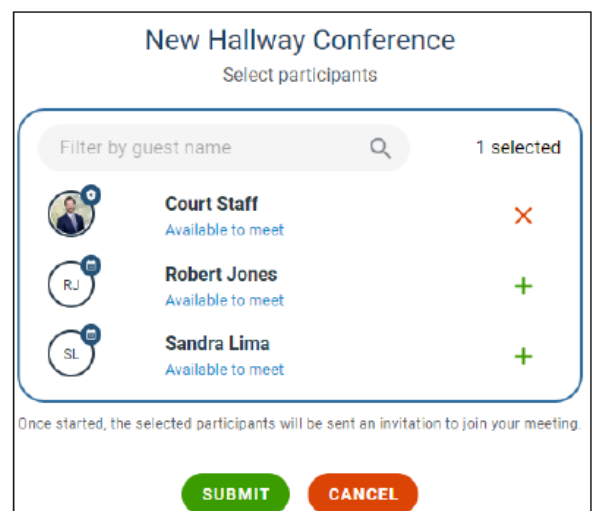 New Hallway Conference
Select participants
Filter by guest name
1 selected
Court Staff
Available to meet
RJ
Robert Jones
Available to meet
SL
Sandra Lima
Available to meet
Once started, the selected participants will be sent an invitation to join your meeting.
SUBMIT CANCEL